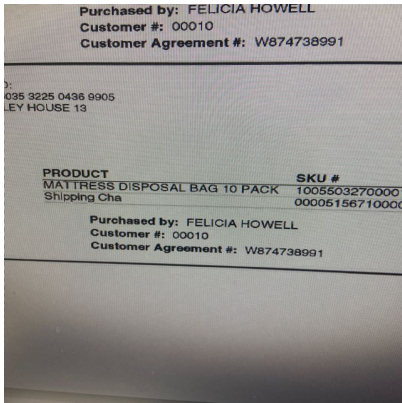 Purchased by: FELICIA HOWELL
Customer #: 00010
Customer Agreement #: W874738991
D:
6035 3225 0436 9905
LEY HOUSE 13
PRODUCT SKU #
MATTRESS DISPOSAL BAG 10 PACK 1005503270000
Shipping Cha 00005156710000
Purchased by: FELICIA HOWELL
Customer #: 00010
Customer Agreement #: W874738991